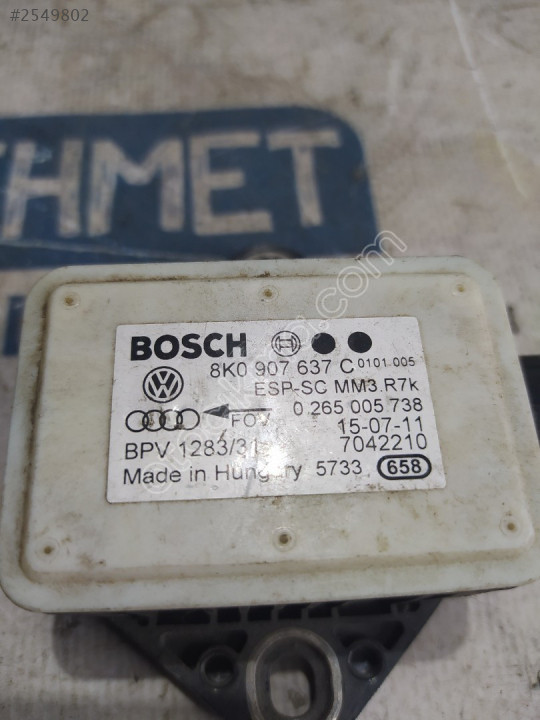 #2549802
THMET
BOSCH
8K0 907 637 C 0101 005
ESP-SC MM3.R7k
FOV 0 265 005 738
15-07-11
BPV 1283/31 7042210
Made in Hungary 5733 658